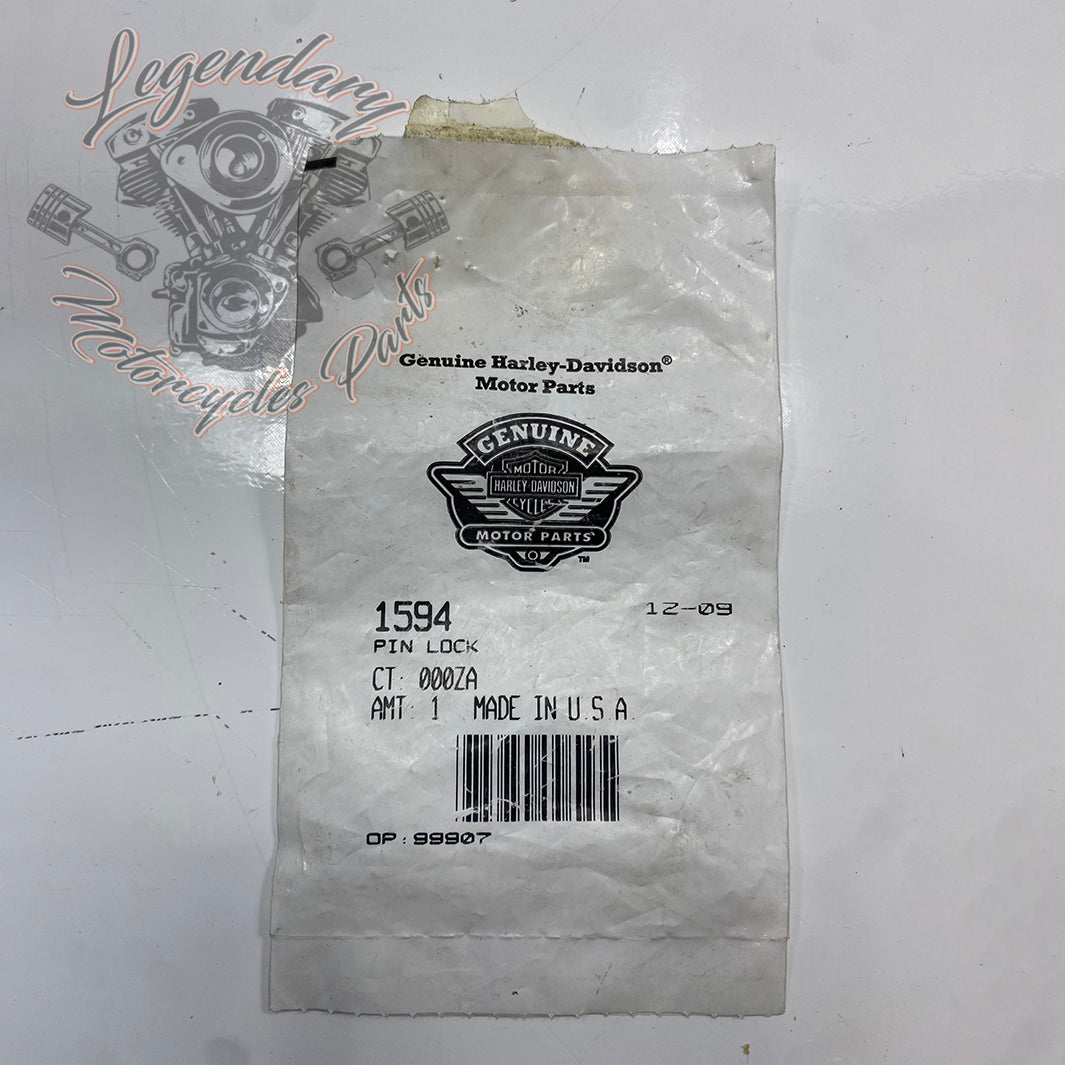 Legendary
Motorcycles Parts
Genuine Harley-Davidson®
Motor Parts
GENUINE
MOTOR
HARLEY-DAVIDSON
CYCLES
MOTOR PARTS
™
1594
12-09
PIN LOCK
CT: 000ZA
AMT: 1 MADE IN U.S.A.
OP:99907